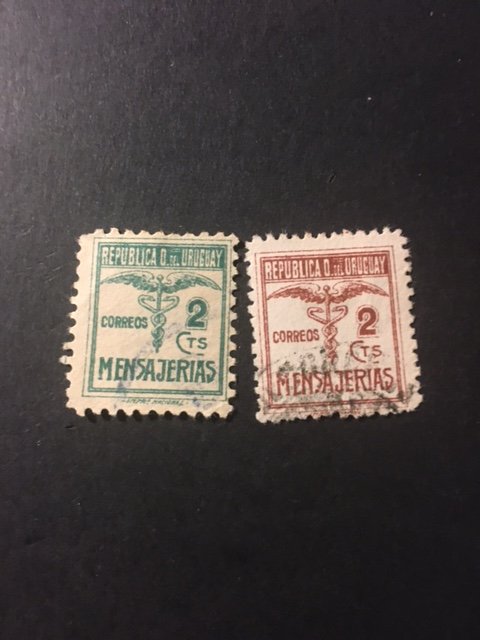 REPUBLICA O. DEL URUGUAY
CORREOS
2
CTS
MENSAJERIAS
REPUBLICA O. DEL URUGUAY
CORREOS
2
CTS
MENSAJERIAS